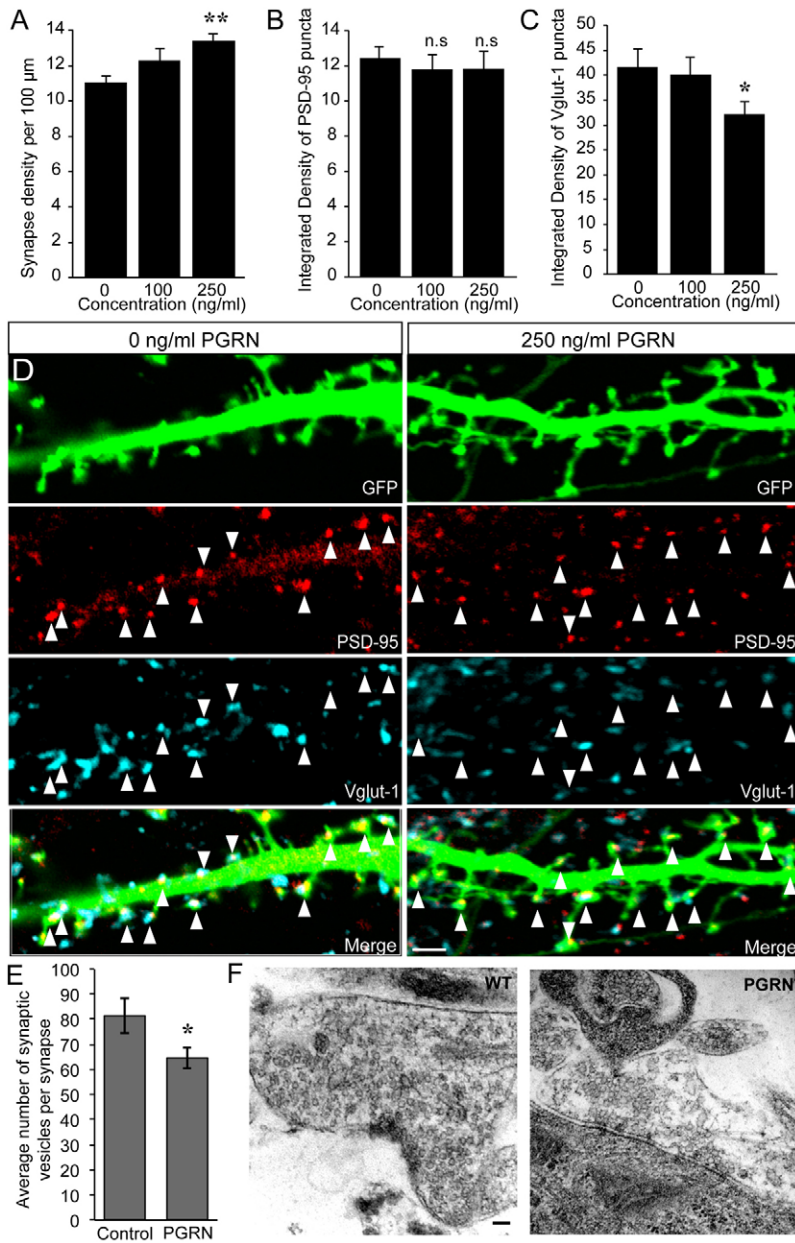 A
Synapse density per 100 µm
14
12
10
8
6
4
2
0
**
0 100 250
Concentration (ng/ml)
B
Integrated Density of PSD-95 puncta
14
12
10
8
6
4
2
0
n.s n.s
0 100 250
Concentration (ng/ml)
C
Integrated Density of Vglut-1 puncta
50
45
40
35
30
25
20
15
10
5
0
*
0 100 250
Concentration (ng/ml)
0 ng/ml PGRN 250 ng/ml PGRN
D
GFP GFP
PSD-95 PSD-95
Vglut-1 Vglut-1
Merge Merge
E
Average number of synaptic
vesicles per synapse
100
90
80
70
60
50
40
30
20
10
0
*
Control PGRN
F
WT PGRN